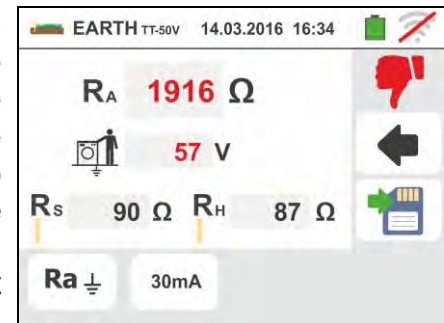 EARTH TT-50V 14.03.2016 16:34
RA 1916 Ω
57 V
RS 90 Ω RH 87 Ω
Ra 30mA